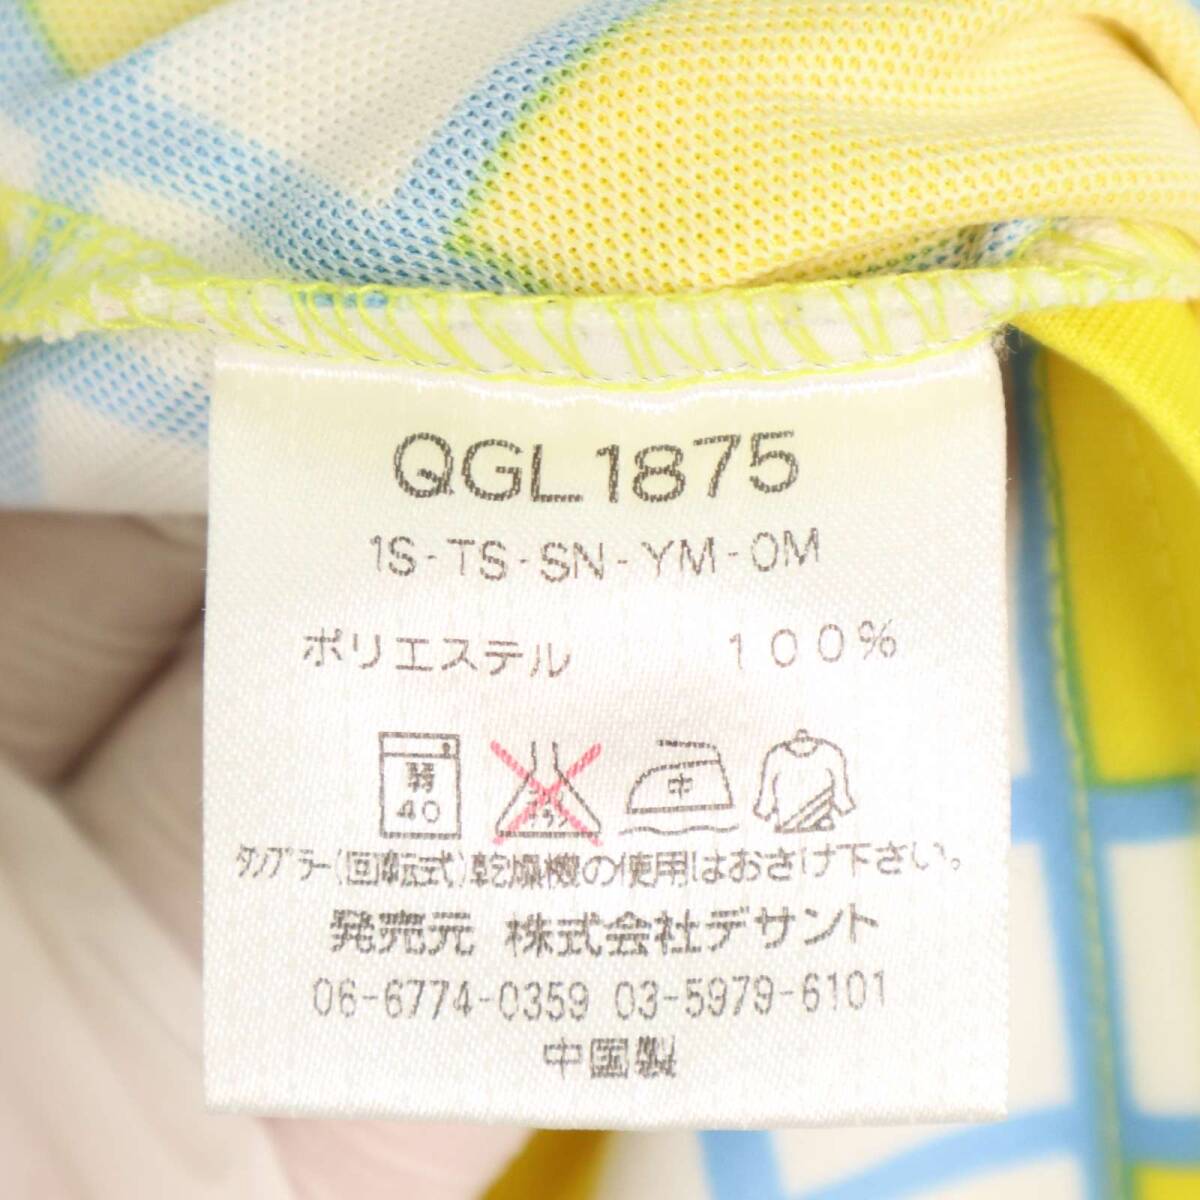 QGL1875
1S-TS-SN-YM-OM
ポリエステル 100%
弱 中
40
タンブラー(回転式)乾燥機の使用はおさけ下さい。
発売元 株式会社デサント
06-6774-0359 03-5979-6101
中国製